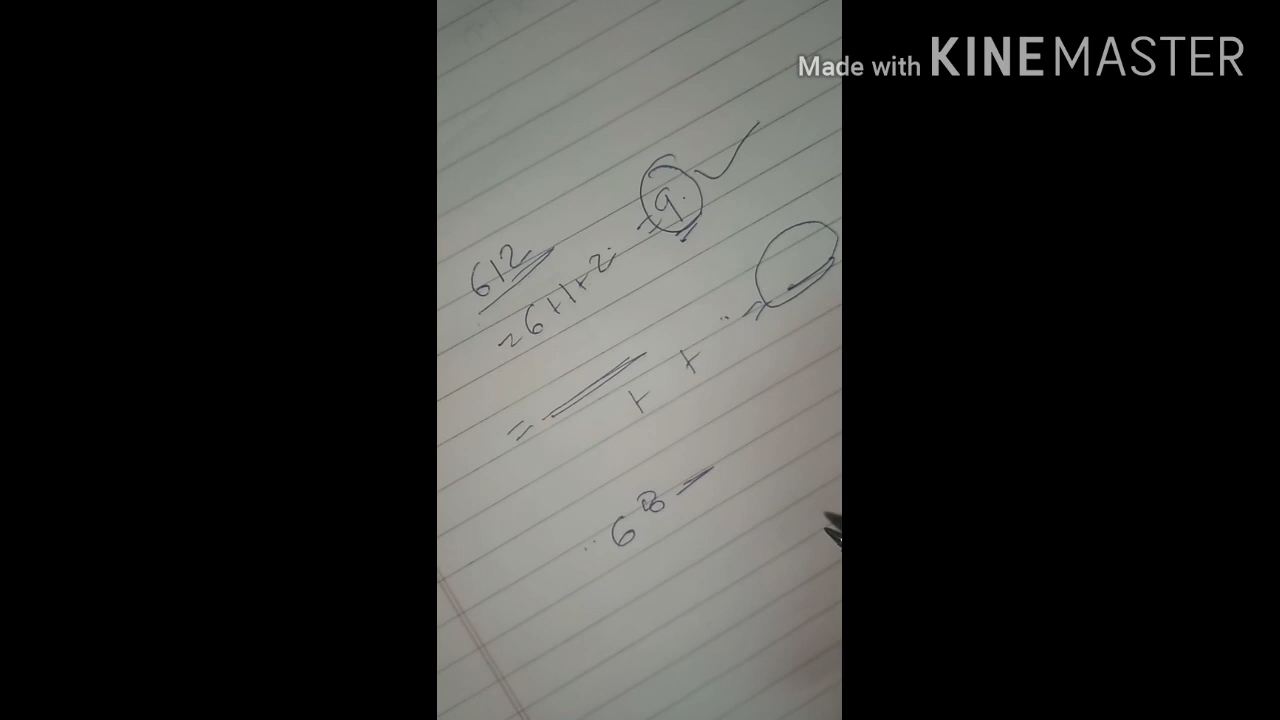 Made with KINEMASTER
612
= 6+1+2 = 9
= + + =
68